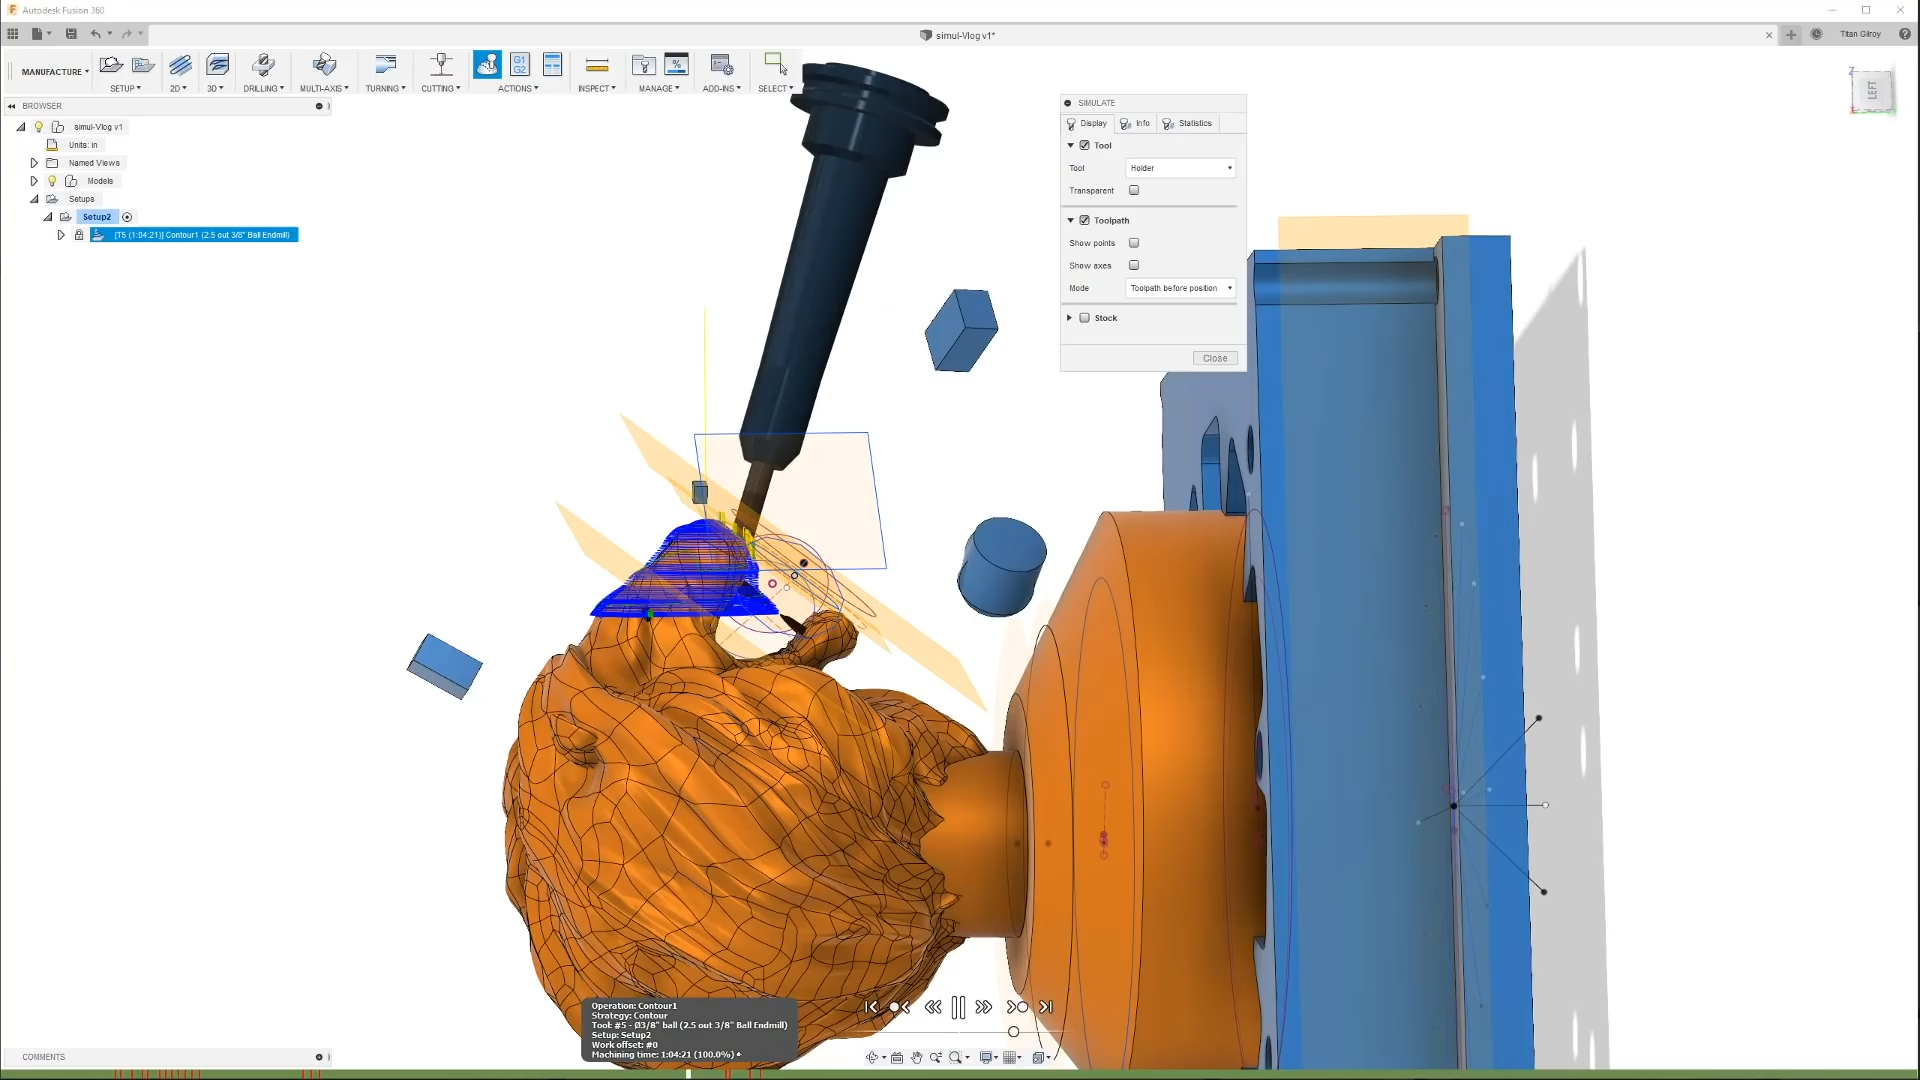 Autodesk Fusion 360
simul-Vlog v1*
Titan Gilroy
MANUFACTURE
SETUP
2D
3D
DRILLING
MULTI-AXIS
TURNING
CUTTING
G1
G2
ACTIONS
INSPECT
MANAGE
%
ADD-INS
SELECT
BROWSER
simul-Vlog v1
Units: in
Named Views
Models
Setups
Setup2
[T5 (1:04:21)] Contour1 (2.5 out 3/8" Ball Endmill)
SIMULATE
Display
Info
Statistics
Tool
Tool
Holder
Transparent
Toolpath
Show points
Show axes
Mode
Toolpath before position
Stock
Close
Z
LEFT
Operation: Contour1
Strategy: Contour
Tool: #5 - Ø3/8" ball (2.5 out 3/8" Ball Endmill)
Setup: Setup2
Work offset: #0
Machining time: 1:04:21 (100.0%)
COMMENTS